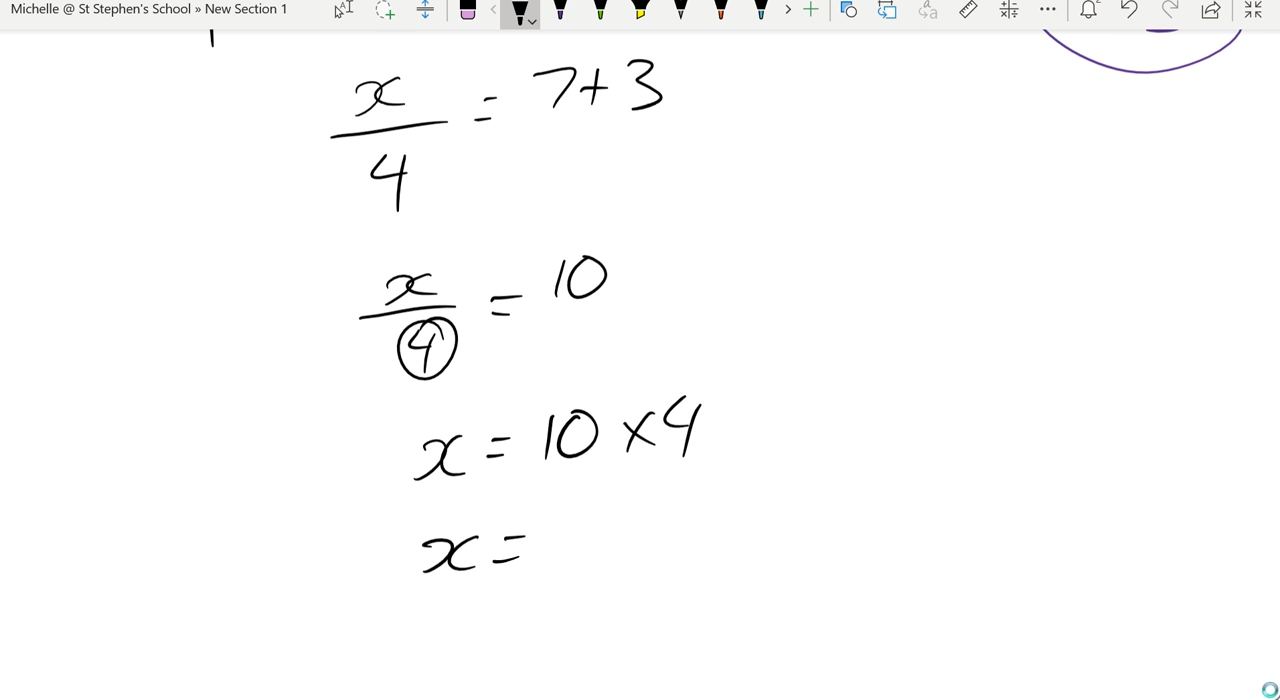 Michelle @ St Stephen's School » New Section 1
x/4 = 7+3
x/4 = 10
x = 10 × 4
x =